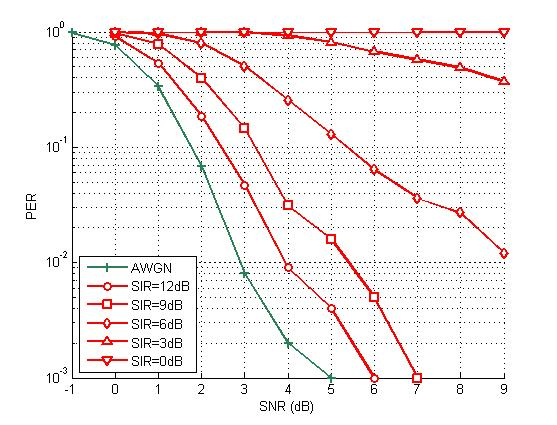 10^0
10^-1
10^-2
10^-3
PER
AWGN
SIR=12dB
SIR=9dB
SIR=6dB
SIR=3dB
SIR=0dB
-1 0 1 2 3 4 5 6 7 8 9
SNR (dB)